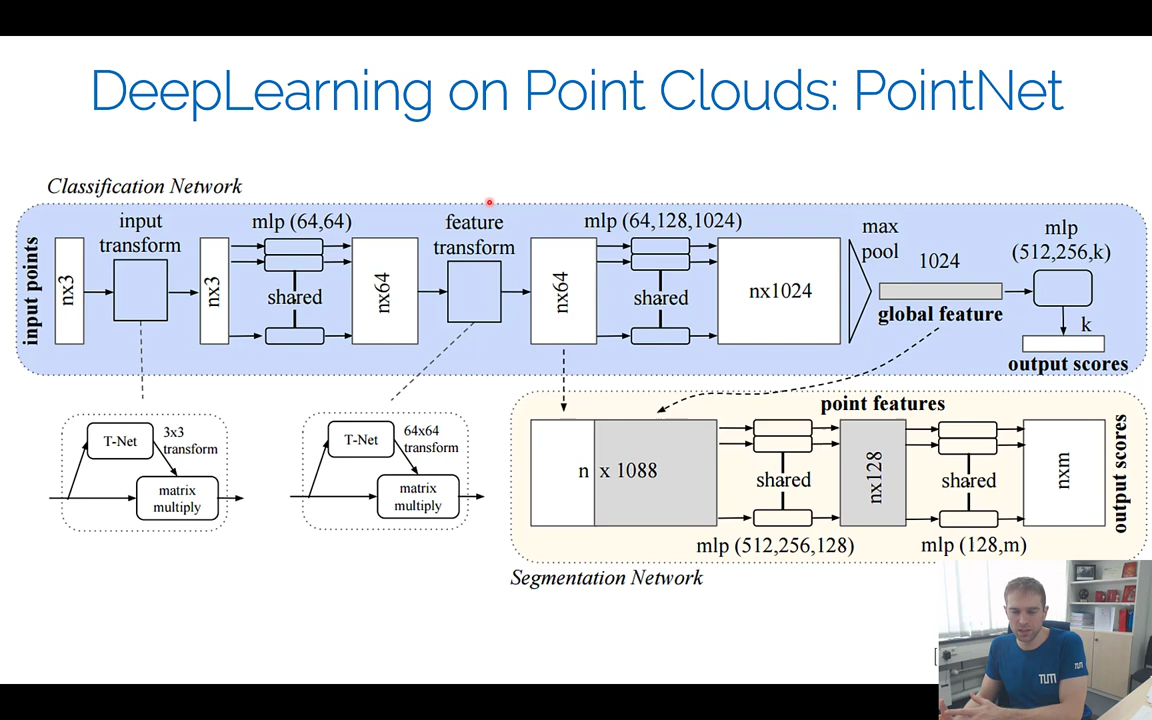 DeepLearning on Point Clouds: PointNet
Classification Network
input points
nx3
input
transform
nx3
mlp (64,64)
shared
nx64
feature
transform
nx64
mlp (64,128,1024)
shared
nx1024
max
pool
1024
global feature
mlp
(512,256,k)
k
output scores
T-Net
3x3
transform
matrix
multiply
T-Net
64x64
transform
matrix
multiply
point features
n x 1088
shared
nx128
shared
nxm
output scores
mlp (512,256,128)
mlp (128,m)
Segmentation Network
[
TUM
TUM